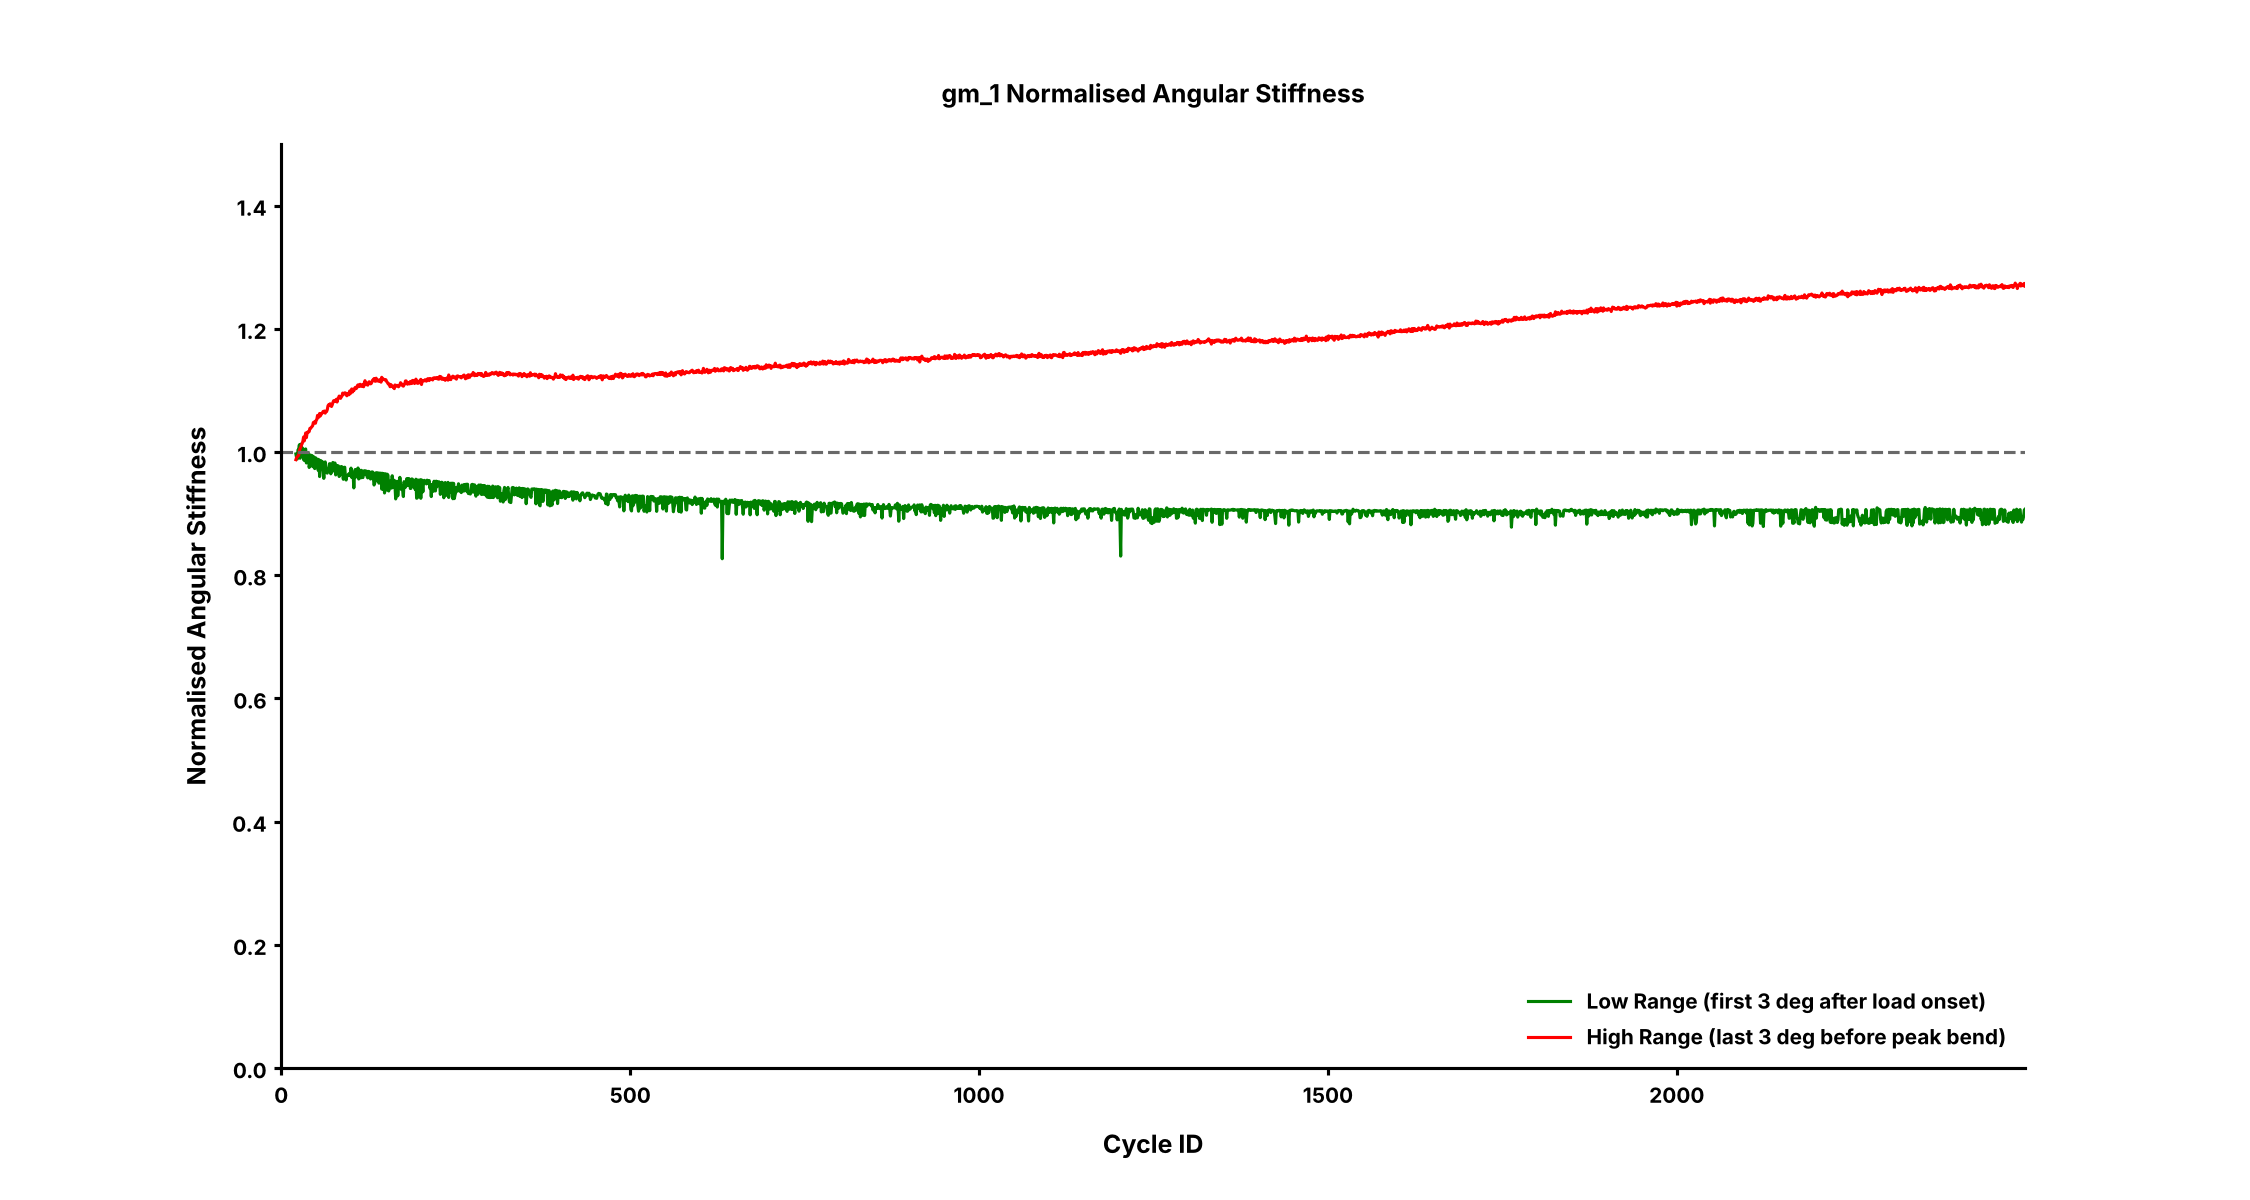 gm_1 Normalised Angular Stiffness
Normalised Angular Stiffness
1.4
1.2
1.0
0.8
0.6
0.4
0.2
0.0
0
500
1000
1500
2000
Cycle ID
Low Range (first 3 deg after load onset)
High Range (last 3 deg before peak bend)